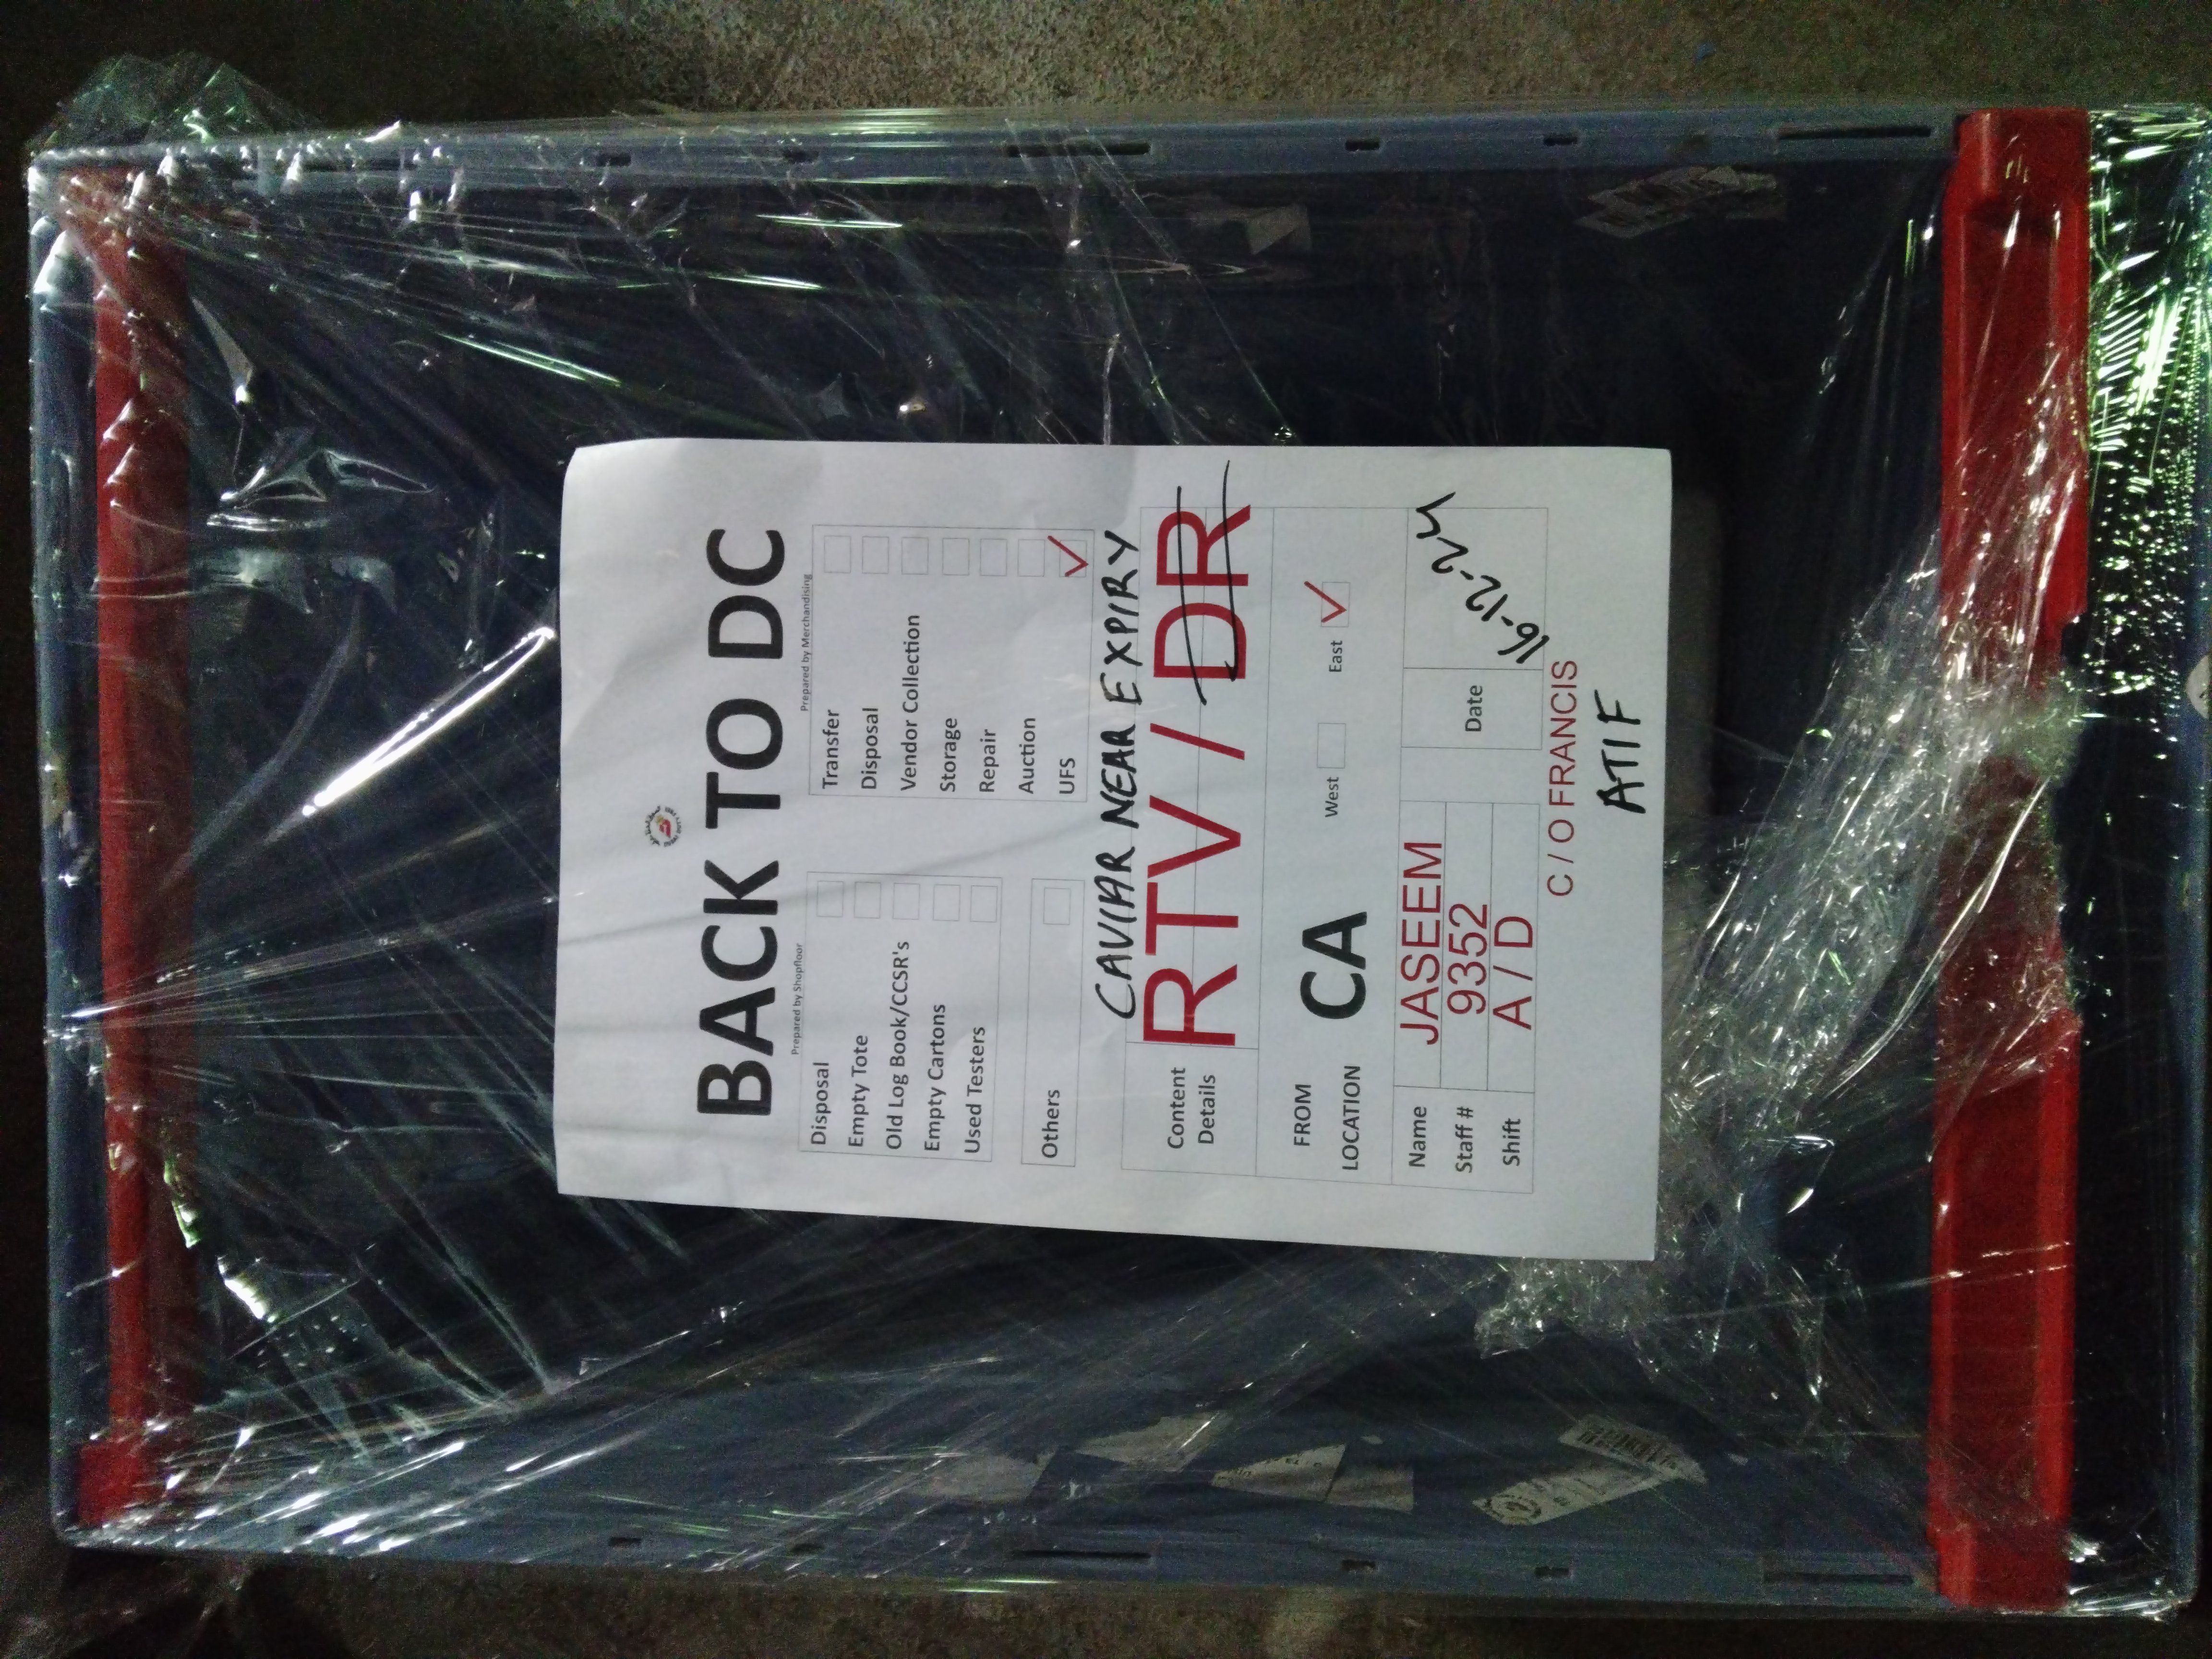 BACK TO DC
Prepared by Shopfloor
Disposal
Empty Tote
Old Log Book/CCSR's
Empty Cartons
Used Testers
Others
Prepared by Merchandising
Transfer
Disposal
Vendor Collection
Storage
Repair
Auction
UFS
CAVIAR NEAR EXPIRY
Content Details
RTV / DR
FROM LOCATION
CA
West
East
Name JASEEM
Staff # 9352
Shift A / D
Date 16-12-24
C / O FRANCIS
ATIF